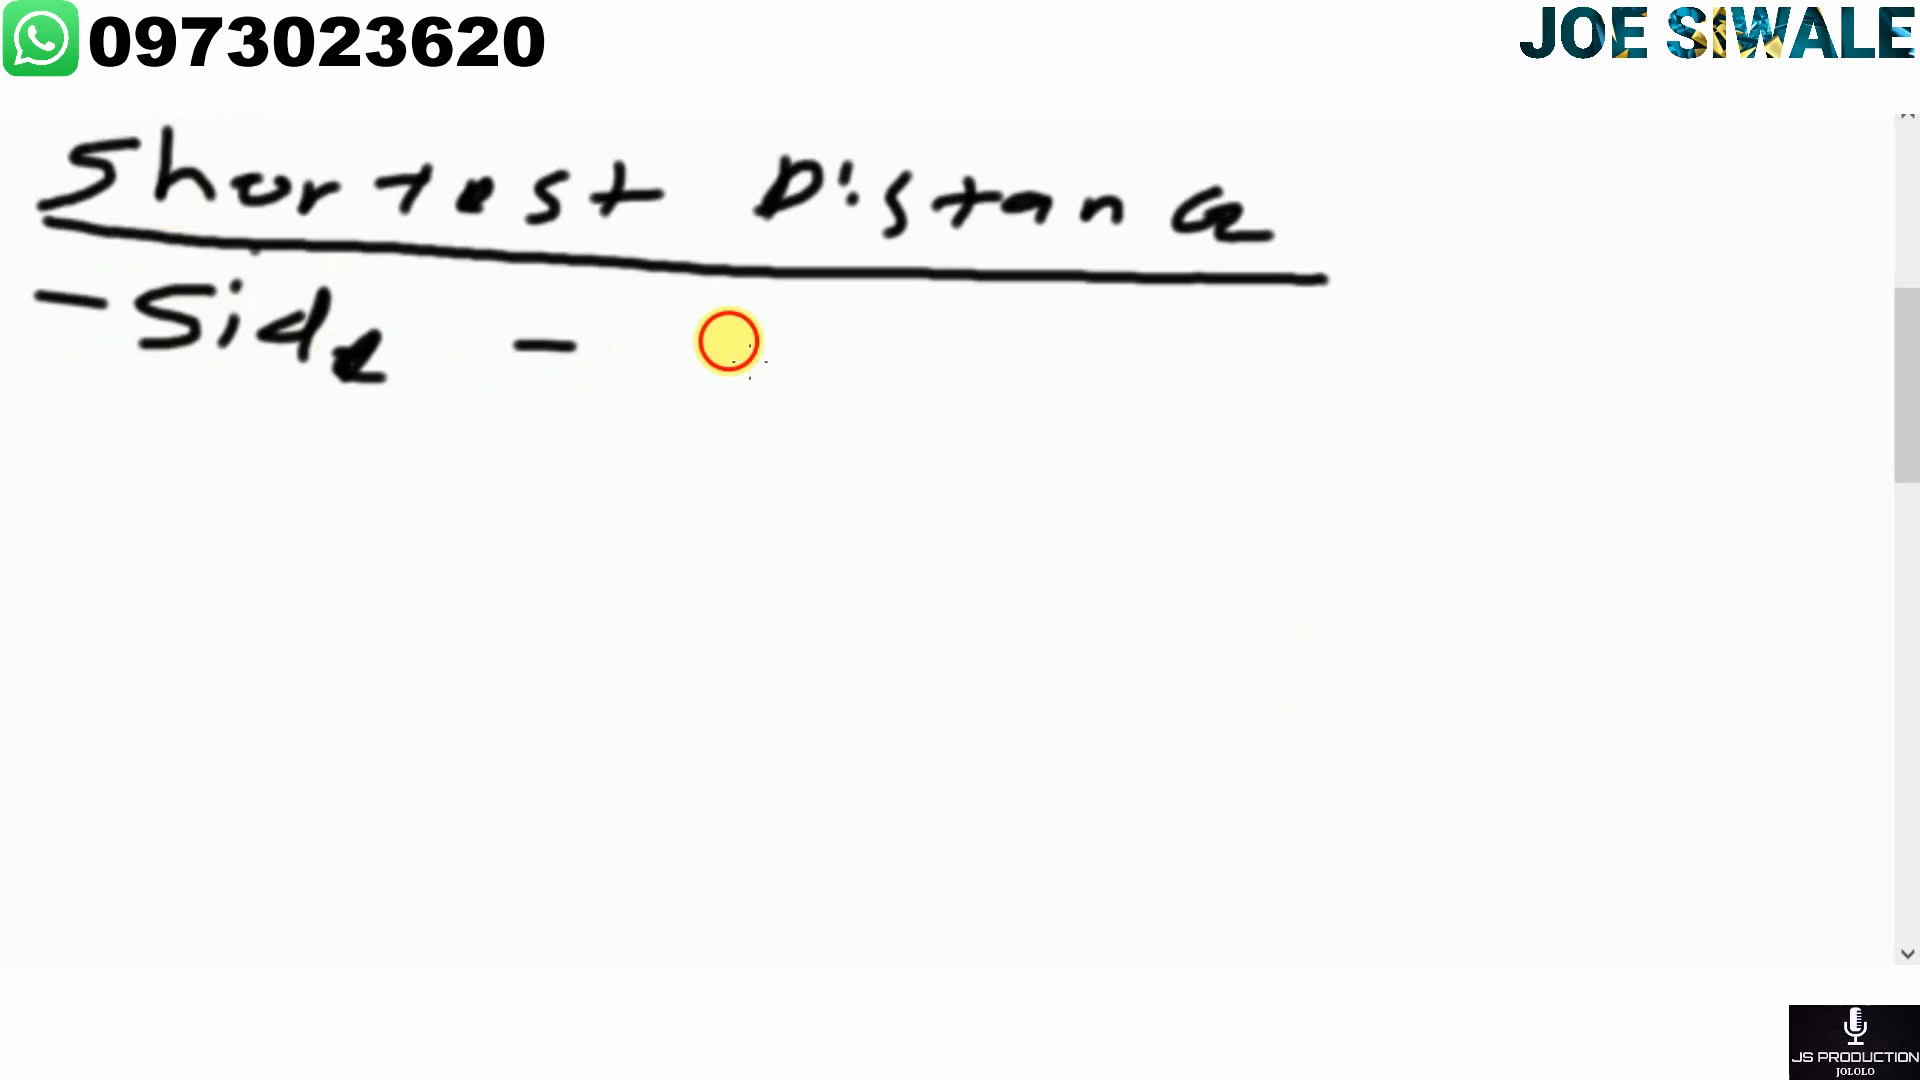 0973023620
JOE SIWALE
Shortest Distance
- Side -
JS PRODUCTION
JOLOLO